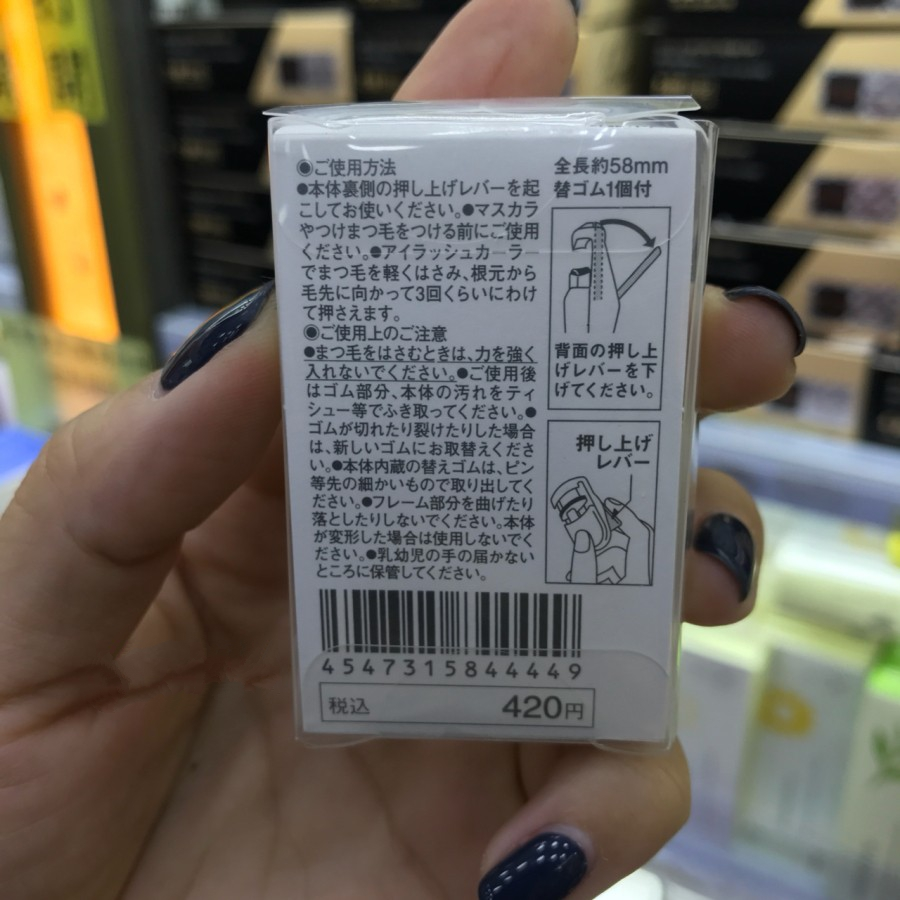 ◉ご使用方法
●本体裏側の押し上げレバーを起
こしてお使いください。●マスカラ
やつけまつ毛をつける前にご使用
ください。●アイラッシュカーラー
でまつ毛を軽くはさみ、根元から
毛先に向かって3回くらいにわけ
て押さえます。
◉ご使用上のご注意
●まつ毛をはさむときは、力を強く
入れないでください。●ご使用後
はゴム部分、本体の汚れをティ
シュー等でふき取ってください。●
ゴムが切れたり裂けたりした場合
は、新しいゴムにお取替えくださ
い。●本体内蔵の替えゴムは、ピン
等先の細かいもので取り出してく
ださい。●フレーム部分を曲げたり
落としたりしないでください。本体
が変形した場合は使用しないでく
ださい。●乳幼児の手の届かない
ところに保管してください。
全長約58mm
替ゴム1個付
背面の押し上
げレバーを下
げてください。
押し上げ
レバー
4547315844449
税込 420円